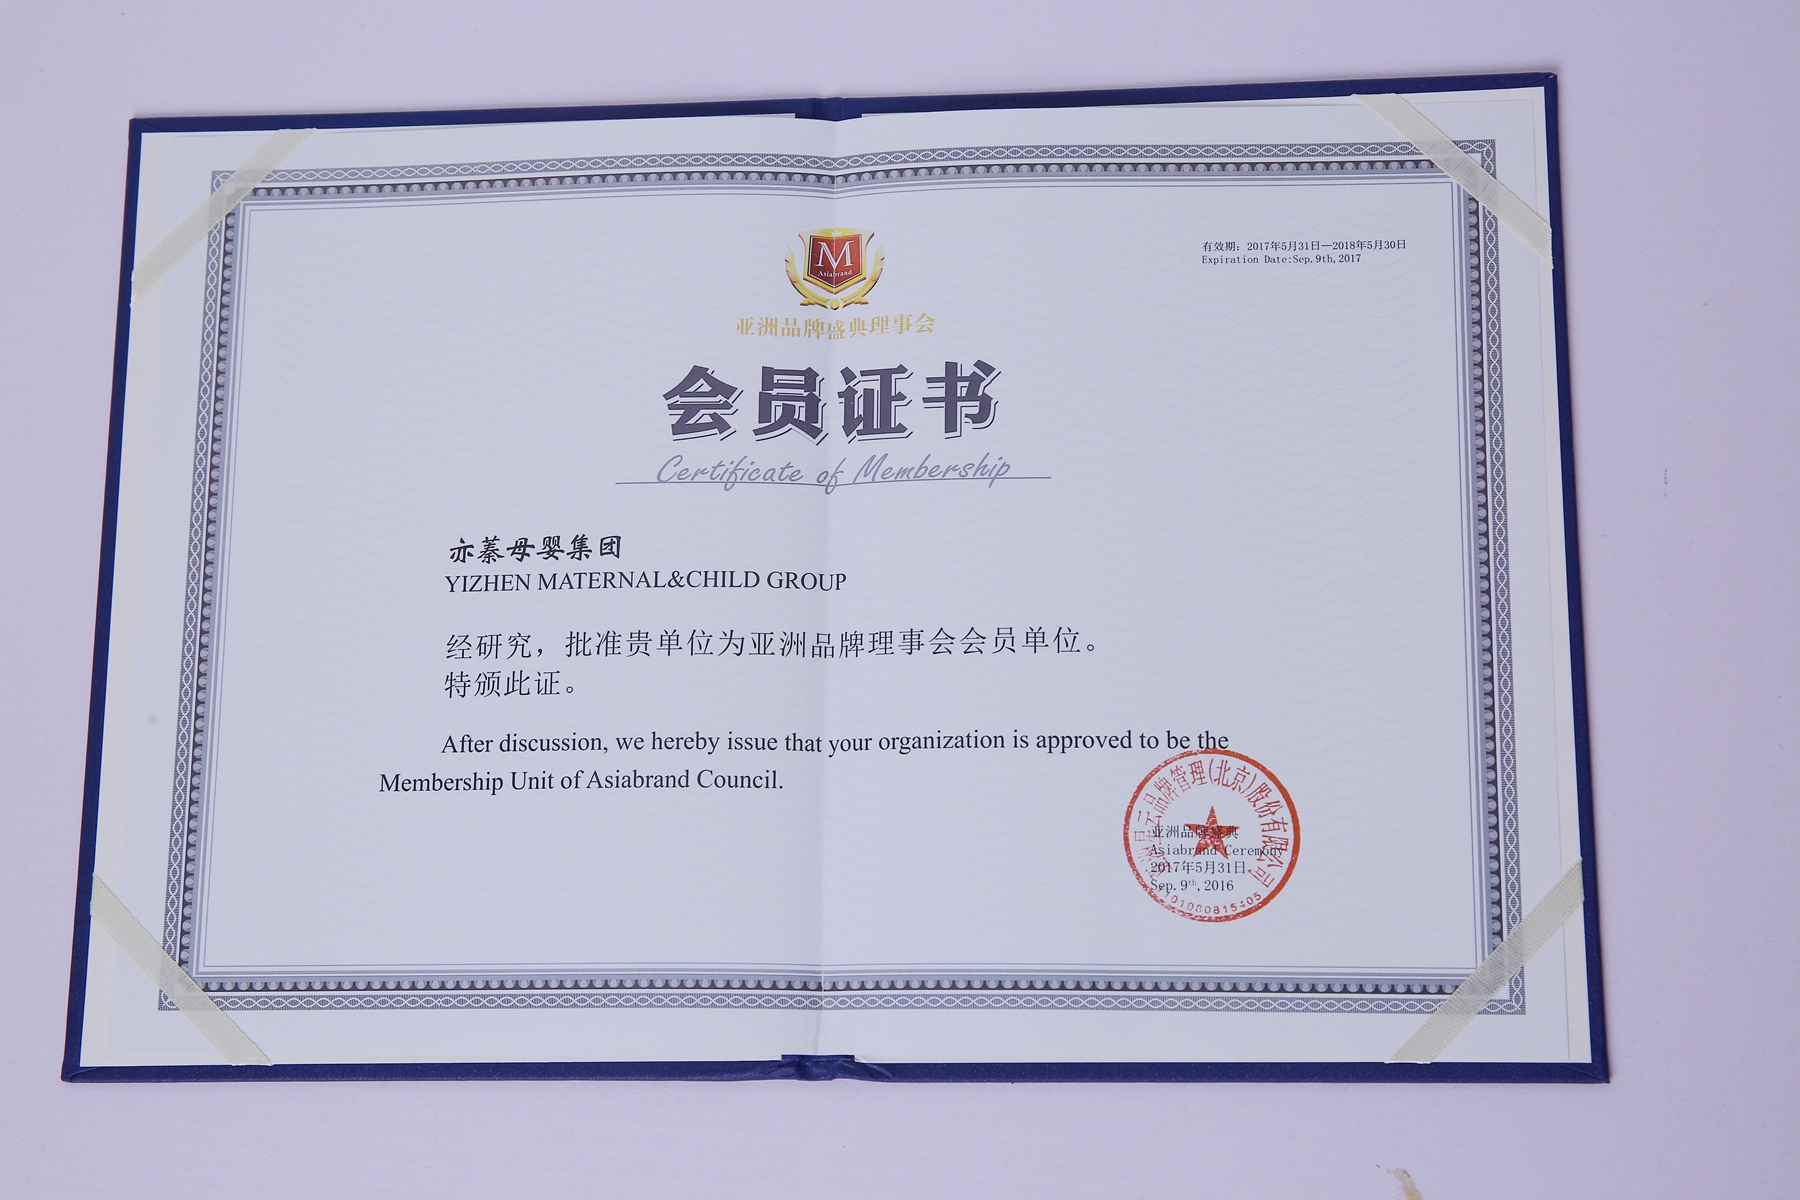 有效期：2017年5月31日—2018年5月30日
Expiration Date:Sep.9th,2017
M
Asiabrand
亚洲品牌盛典理事会
会员证书
Certificate of Membership
亦蓁母婴集团
YIZHEN MATERNAL&CHILD GROUP
经研究，批准贵单位为亚洲品牌理事会会员单位。
特颁此证。
After discussion, we hereby issue that your organization is approved to be the
Membership Unit of Asiabrand Council.
品牌管理(北京)股份有限公司
亚洲品牌盛典
Asiabrand Ceremony
2017年5月31日
Sep.9th,2016